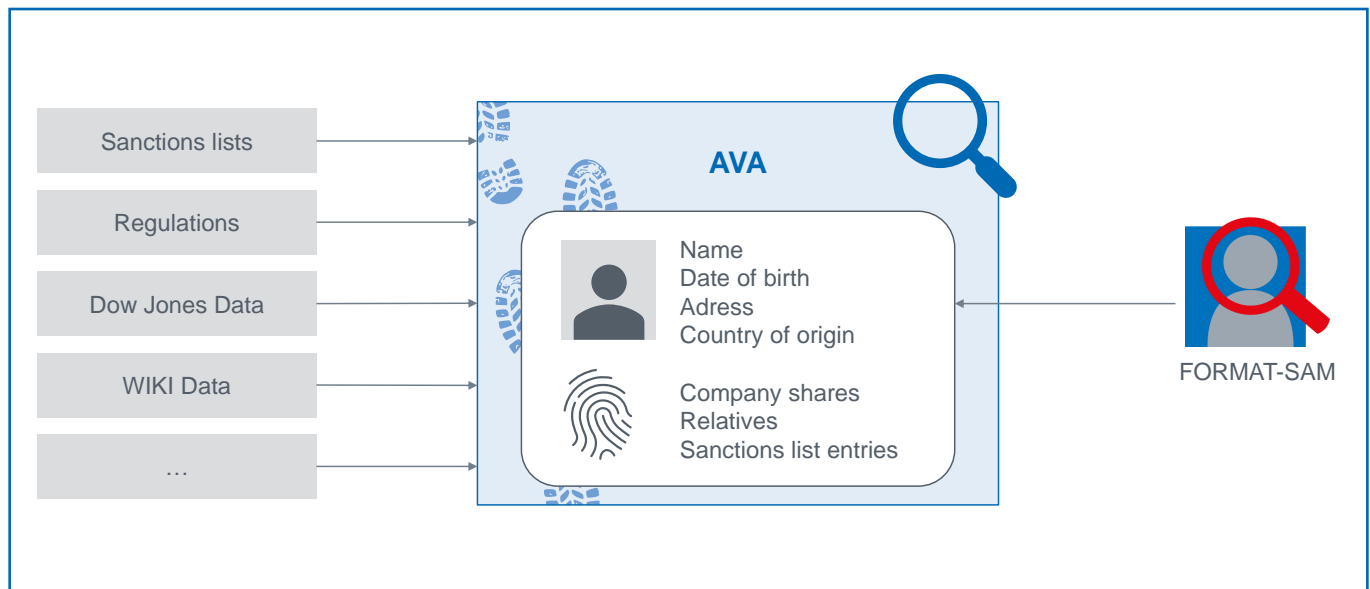 Sanctions lists
Regulations
Dow Jones Data
WIKI Data
…
AVA
Name
Date of birth
Adress
Country of origin
Company shares
Relatives
Sanctions list entries
FORMAT-SAM